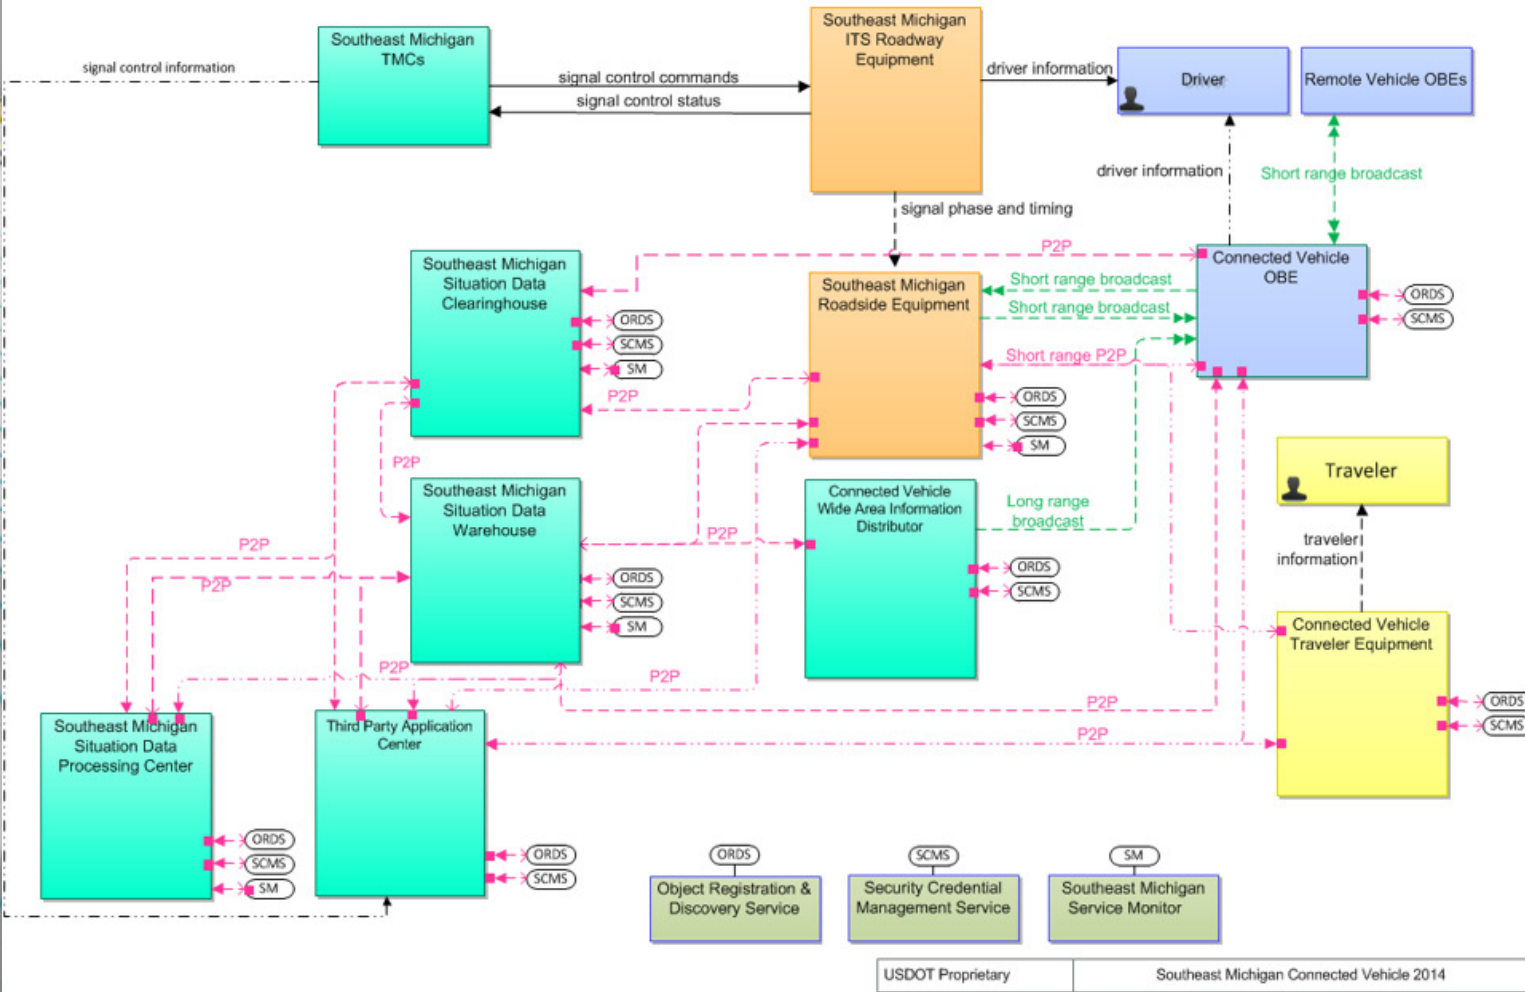 Southeast Michigan
TMCs
signal control information
signal control commands
signal control status
Southeast Michigan
ITS Roadway
Equipment
driver information
Driver
Remote Vehicle OBEs
driver information
Short range broadcast
signal phase and timing
P2P
Southeast Michigan
Situation Data
Clearinghouse
ORDS
SCMS
SM
P2P
P2P
Southeast Michigan
Roadside Equipment
ORDS
SCMS
SM
Short range broadcast
Short range broadcast
Short range P2P
Connected Vehicle
OBE
ORDS
SCMS
Southeast Michigan
Situation Data
Warehouse
ORDS
SCMS
SM
P2P
Connected Vehicle
Wide Area Information
Distributor
ORDS
SCMS
Long range
broadcast
Traveler
traveler
information
Connected Vehicle
Traveler Equipment
ORDS
SCMS
P2P
P2P
P2P
P2P
P2P
P2P
Southeast Michigan
Situation Data
Processing Center
ORDS
SCMS
SM
Third Party Application
Center
ORDS
SCMS
ORDS
Object Registration &
Discovery Service
SCMS
Security Credential
Management Service
SM
Southeast Michigan
Service Monitor
USDOT Proprietary
Southeast Michigan Connected Vehicle 2014